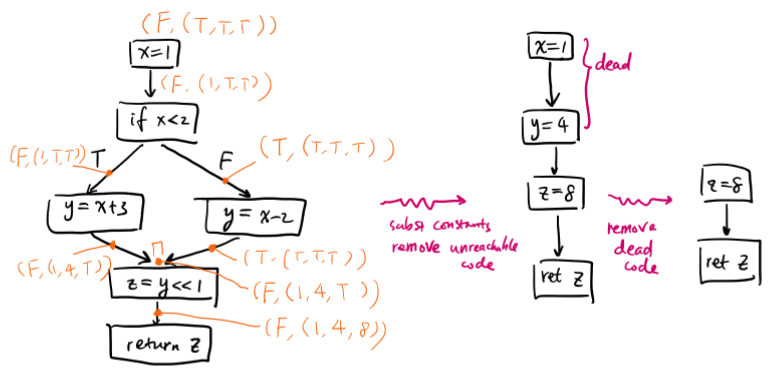 (F, (T, T, T))
x=1
(F, (1, T, T))
if x<2
(F, (1, T, T)) T
F
(T, (T, T, T))
y = x+3
y = x-2
(F, (1, 4, T))
⊓
(T, (T, T, T))
z = y<<1
(F, (1, 4, T))
(F, (1, 4, 8))
return z
subst constants
remove unreachable
code
x=1
dead
y=4
z=8
ret z
remove
dead
code
z=8
ret z